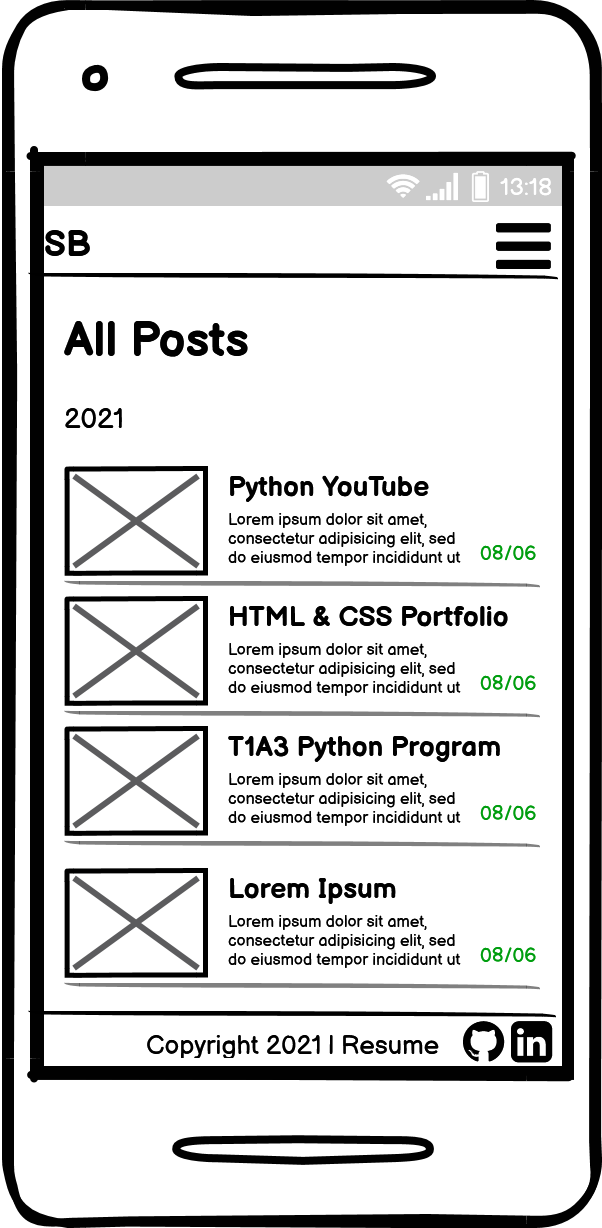 13:18
SB
All Posts
2021
Python YouTube
Lorem ipsum dolor sit amet,
consectetur adipisicing elit, sed
do eiusmod tempor incididunt ut
08/06
HTML & CSS Portfolio
Lorem ipsum dolor sit amet,
consectetur adipisicing elit, sed
do eiusmod tempor incididunt ut
08/06
T1A3 Python Program
Lorem ipsum dolor sit amet,
consectetur adipisicing elit, sed
do eiusmod tempor incididunt ut
08/06
Lorem Ipsum
Lorem ipsum dolor sit amet,
consectetur adipisicing elit, sed
do eiusmod tempor incididunt ut
08/06
Copyright 2021 | Resume
in